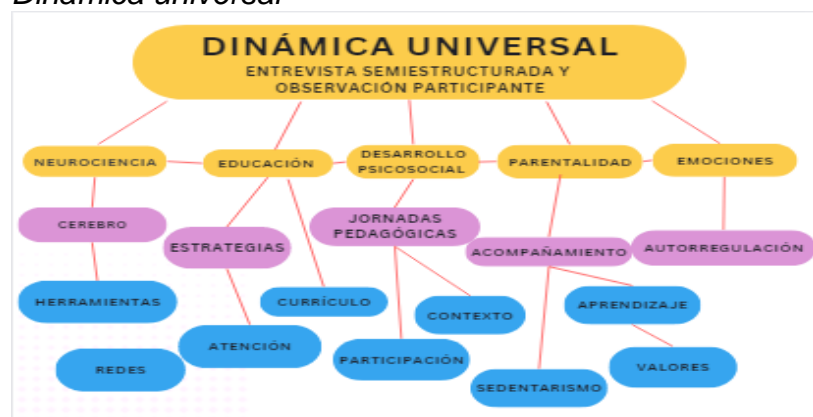 Dinámica universal
DINÁMICA UNIVERSAL
ENTREVISTA SEMIESTRUCTURADA Y
OBSERVACIÓN PARTICIPANTE
NEUROCIENCIA
EDUCACIÓN
DESARROLLO
PSICOSOCIAL
PARENTALIDAD
EMOCIONES
CEREBRO
ESTRATEGIAS
JORNADAS
PEDAGÓGICAS
ACOMPAÑAMIENTO
AUTORREGULACIÓN
HERRAMIENTAS
CURRÍCULO
CONTEXTO
APRENDIZAJE
REDES
ATENCIÓN
PARTICIPACIÓN
SEDENTARISMO
VALORES